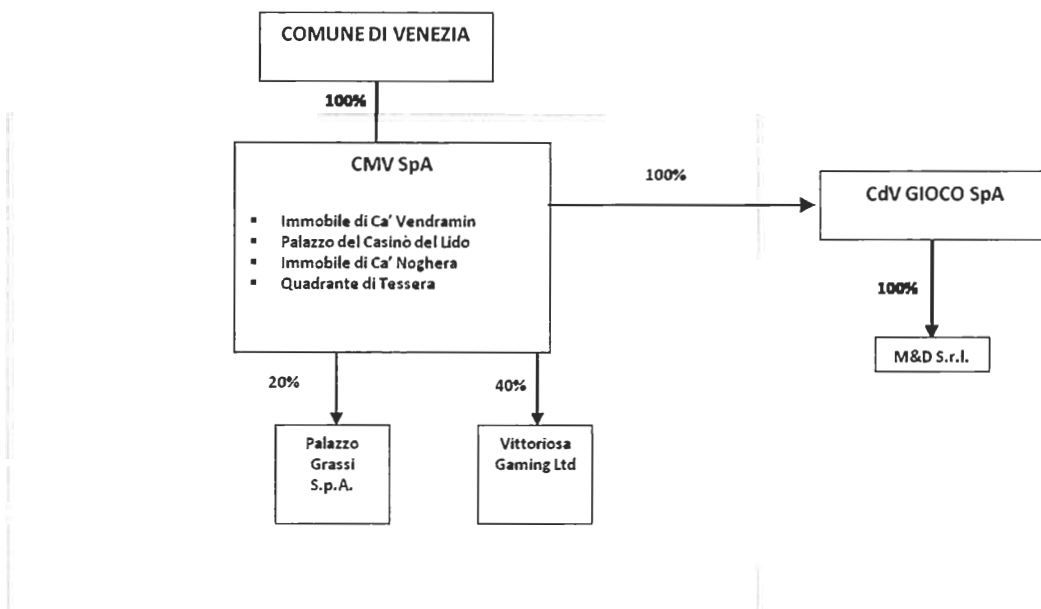 COMUNE DI VENEZIA
100%
CMV SpA
▪ Immobile di Ca' Vendramin
▪ Palazzo del Casinò del Lido
▪ Immobile di Ca' Noghera
▪ Quadrante di Tessera
100%
CdV GIOCO SpA
100%
M&D S.r.l.
20%
40%
Palazzo
Grassi
S.p.A.
Vittoriosa
Gaming Ltd